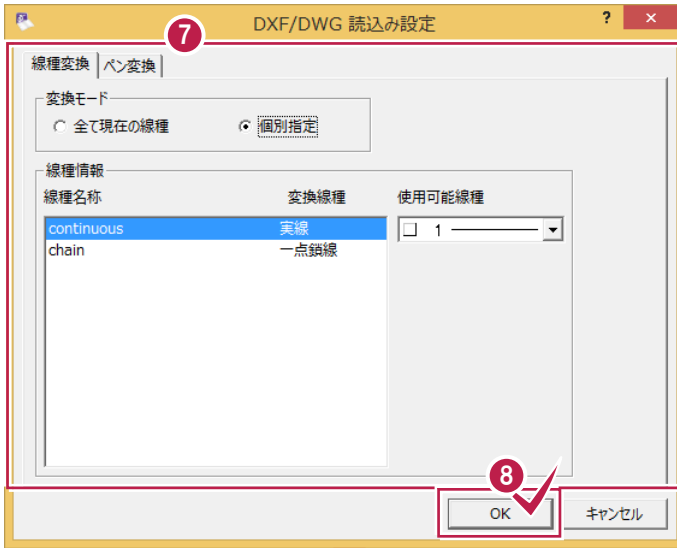 DXF/DWG 読込み設定
? ×
7
線種変換 ペン変換
変換モード
全て現在の線種 個別指定
線種情報
線種名称 変換線種 使用可能線種
continuous 実線 1
chain 一点鎖線
8
OK キャンセル